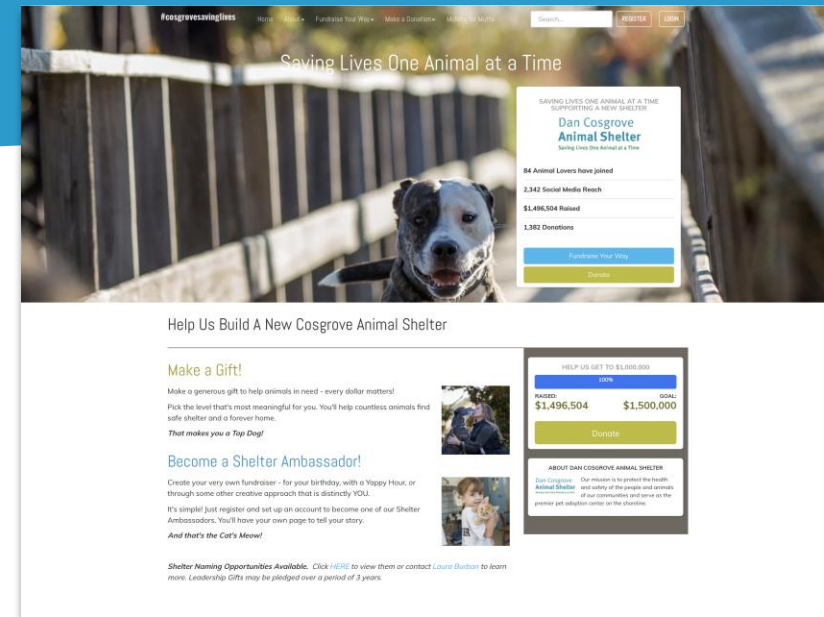 #cosgrovesavinglives Home About Fundraise Your Way Make a Donation Mobility for Mutts Search... REGISTER LOGIN
Saving Lives One Animal at a Time
SAVING LIVES ONE ANIMAL AT A TIME
SUPPORTING A NEW SHELTER
Dan Cosgrove
Animal Shelter
Saving Lives One Animal at a Time
84 Animal Lovers have joined
2,342 Social Media Reach
$1,496,504 Raised
1,382 Donations
Fundraise Your Way
Donate
Help Us Build A New Cosgrove Animal Shelter
Make a Gift!
Make a generous gift to help animals in need - every dollar matters!
Pick the level that's most meaningful for you. You'll help countless animals find
safe shelter and a forever home.
That makes you a Top Dog!
Become a Shelter Ambassador!
Create your very own fundraiser - for your birthday, with a Yappy Hour, or
through some other creative approach that is distinctly YOU.
It's simple! Just register and set up an account to become one of our Shelter
Ambassadors. You'll have your own page to tell your story.
And that's the Cat's Meow!
Shelter Naming Opportunities Available. Click HERE to view them or contact Laura Burban to learn
more. Leadership Gifts may be pledged over a period of 3 years.
HELP US GET TO $1,000,000
100%
RAISED: GOAL:
$1,496,504 $1,500,000
Donate
ABOUT DAN COSGROVE ANIMAL SHELTER
Dan Cosgrove
Animal Shelter
Our mission is to protect the health
and safety of the people and animals
of our communities and serve as the
premier pet adoption center on the shoreline.